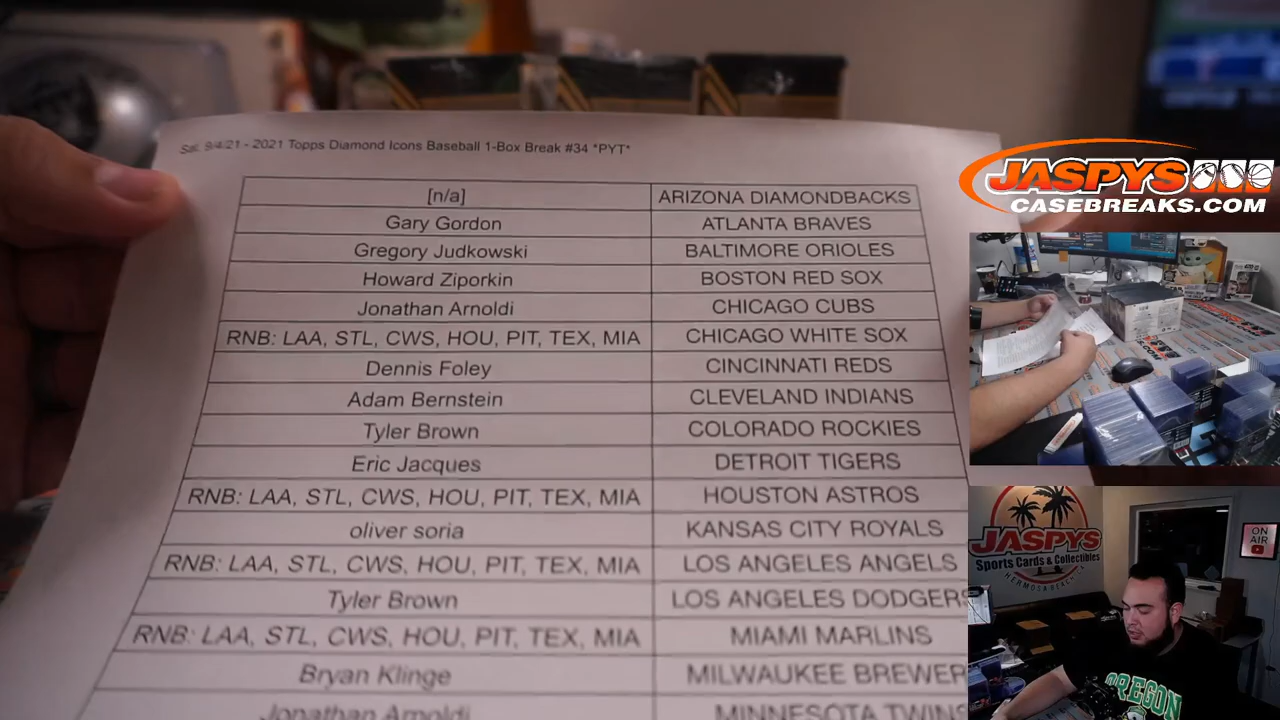 Sat. 9/4/21 - 2021 Topps Diamond Icons Baseball 1-Box Break #34 *PYT*
[n/a] ARIZONA DIAMONDBACKS
Gary Gordon ATLANTA BRAVES
Gregory Judkowski BALTIMORE ORIOLES
Howard Ziporkin BOSTON RED SOX
Jonathan Arnoldi CHICAGO CUBS
RNB: LAA, STL, CWS, HOU, PIT, TEX, MIA CHICAGO WHITE SOX
Dennis Foley CINCINNATI REDS
Adam Bernstein CLEVELAND INDIANS
Tyler Brown COLORADO ROCKIES
Eric Jacques DETROIT TIGERS
RNB: LAA, STL, CWS, HOU, PIT, TEX, MIA HOUSTON ASTROS
oliver soria KANSAS CITY ROYALS
RNB: LAA, STL, CWS, HOU, PIT, TEX, MIA LOS ANGELES ANGELS
Tyler Brown LOS ANGELES DODGERS
RNB: LAA, STL, CWS, HOU, PIT, TEX, MIA MIAMI MARLINS
Bryan Klinge MILWAUKEE BREWER
Jonathan Arnoldi MINNESOTA TWINS
JASPYS
CASEBREAKS.COM
JASPYS
Sports Cards & Collectibles
HERMOSA BEACH
ON
AIR
OREGON